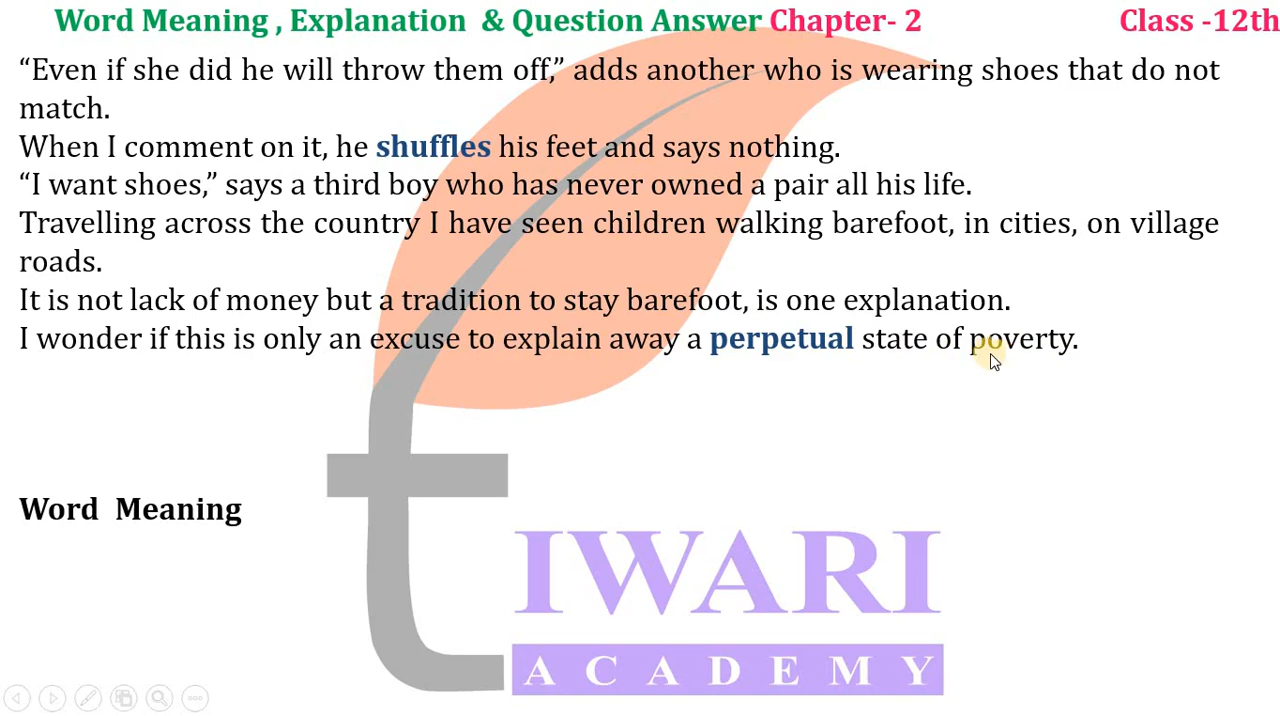 Word Meaning , Explanation & Question Answer Chapter- 2 Class -12th
“Even if she did he will throw them off,” adds another who is wearing shoes that do not
match.
When I comment on it, he shuffles his feet and says nothing.
“I want shoes,” says a third boy who has never owned a pair all his life.
Travelling across the country I have seen children walking barefoot, in cities, on village
roads.
It is not lack of money but a tradition to stay barefoot, is one explanation.
I wonder if this is only an excuse to explain away a perpetual state of poverty.
Word Meaning
tIWARI
ACADEMY